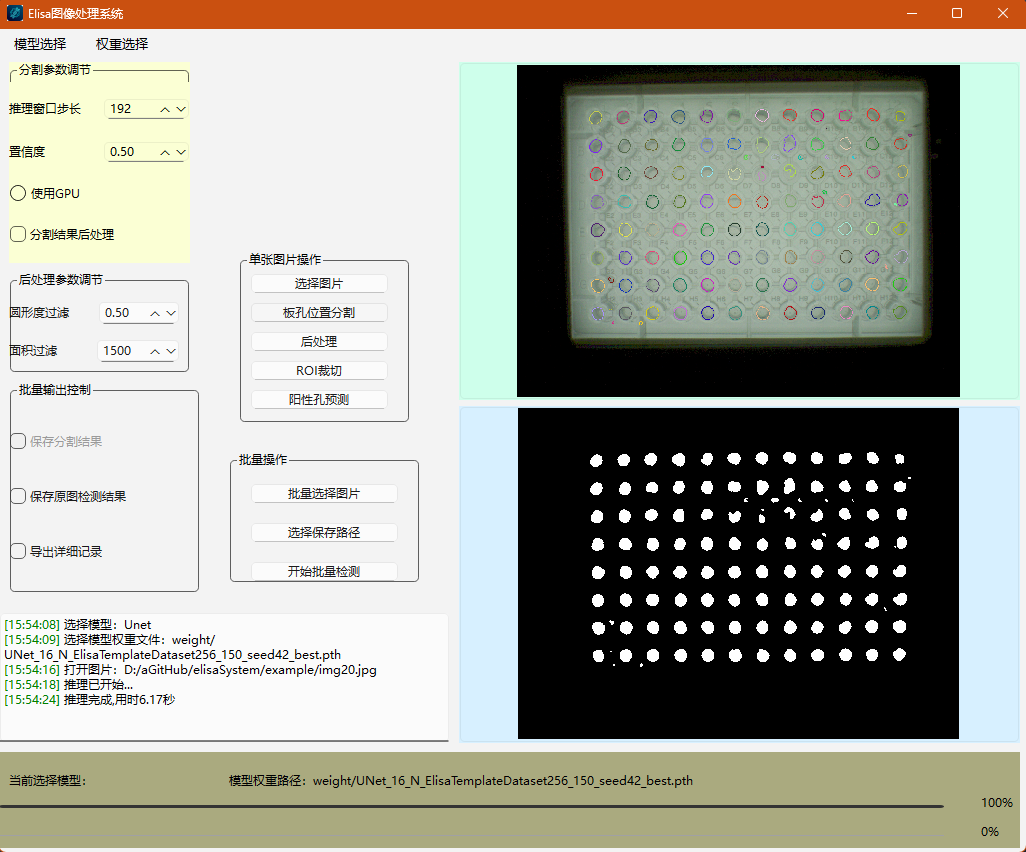 Elisa图像处理系统
模型选择 权重选择
分割参数调节
推理窗口步长 192
置信度 0.50
使用GPU
分割结果后处理
后处理参数调节
圆形度过滤 0.50
面积过滤 1500
批量输出控制
保存分割结果
保存原图检测结果
导出详细记录
单张图片操作
选择图片
板孔位置分割
后处理
ROI裁切
阳性孔预测
批量操作
批量选择图片
选择保存路径
开始批量检测
[15:54:08] 选择模型：Unet
[15:54:09] 选择模型权重文件：weight/
UNet_16_N_ElisaTemplateDataset256_150_seed42_best.pth
[15:54:16] 打开图片：D:/aGitHub/elisaSystem/example/img20.jpg
[15:54:18] 推理已开始...
[15:54:24] 推理完成,用时6.17秒
当前选择模型： 模型权重路径：weight/UNet_16_N_ElisaTemplateDataset256_150_seed42_best.pth
100%
0%